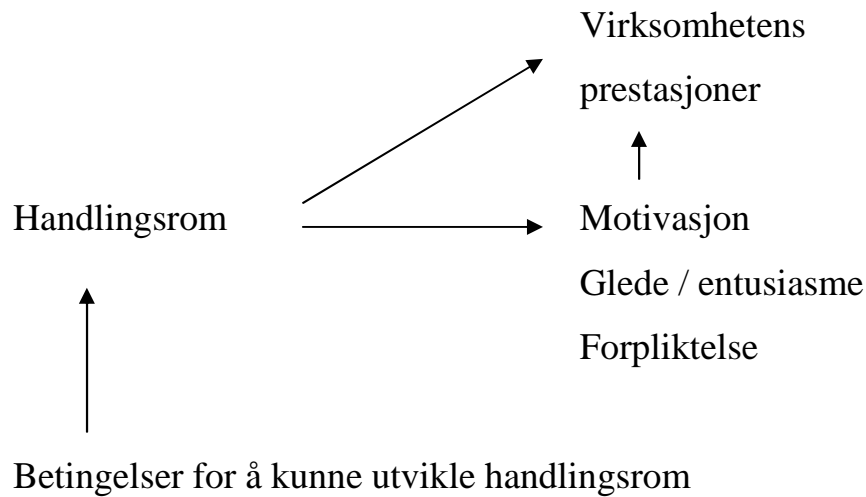 Virksomhetens
prestasjoner
Handlingsrom
Motivasjon
Glede / entusiasme
Forpliktelse
Betingelser for å kunne utvikle handlingsrom